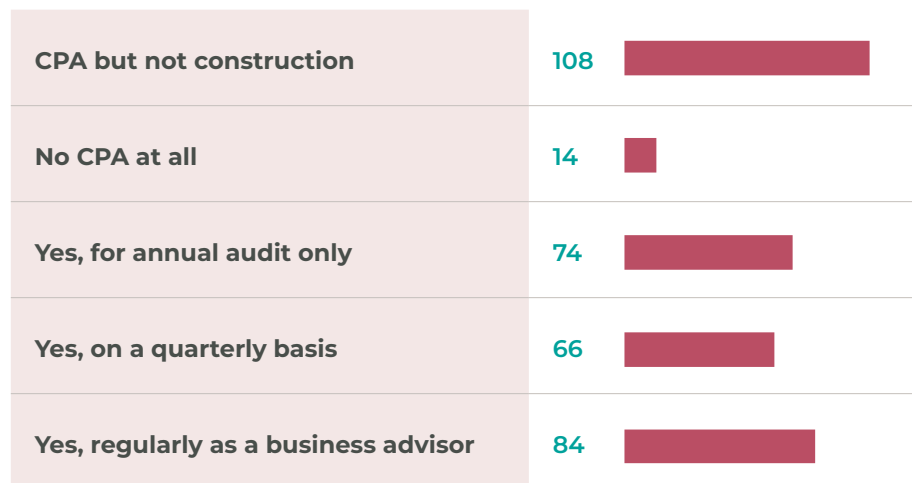 CPA but not construction 108
No CPA at all 14
Yes, for annual audit only 74
Yes, on a quarterly basis 66
Yes, regularly as a business advisor 84